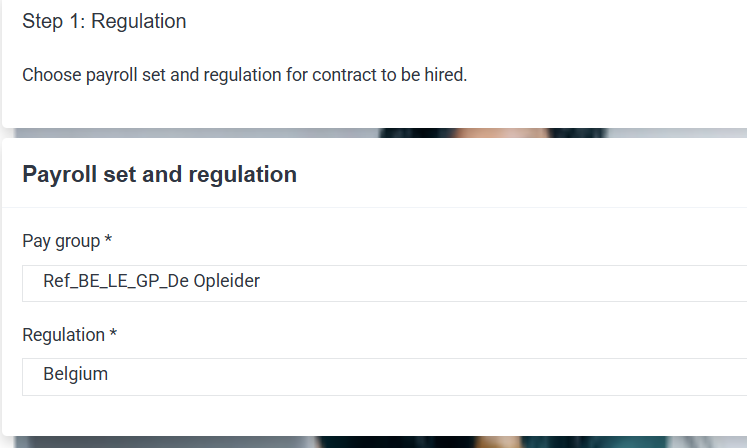 Step 1: Regulation
Choose payroll set and regulation for contract to be hired.
Payroll set and regulation
Pay group *
Ref_BE_LE_GP_De Opleider
Regulation *
Belgium